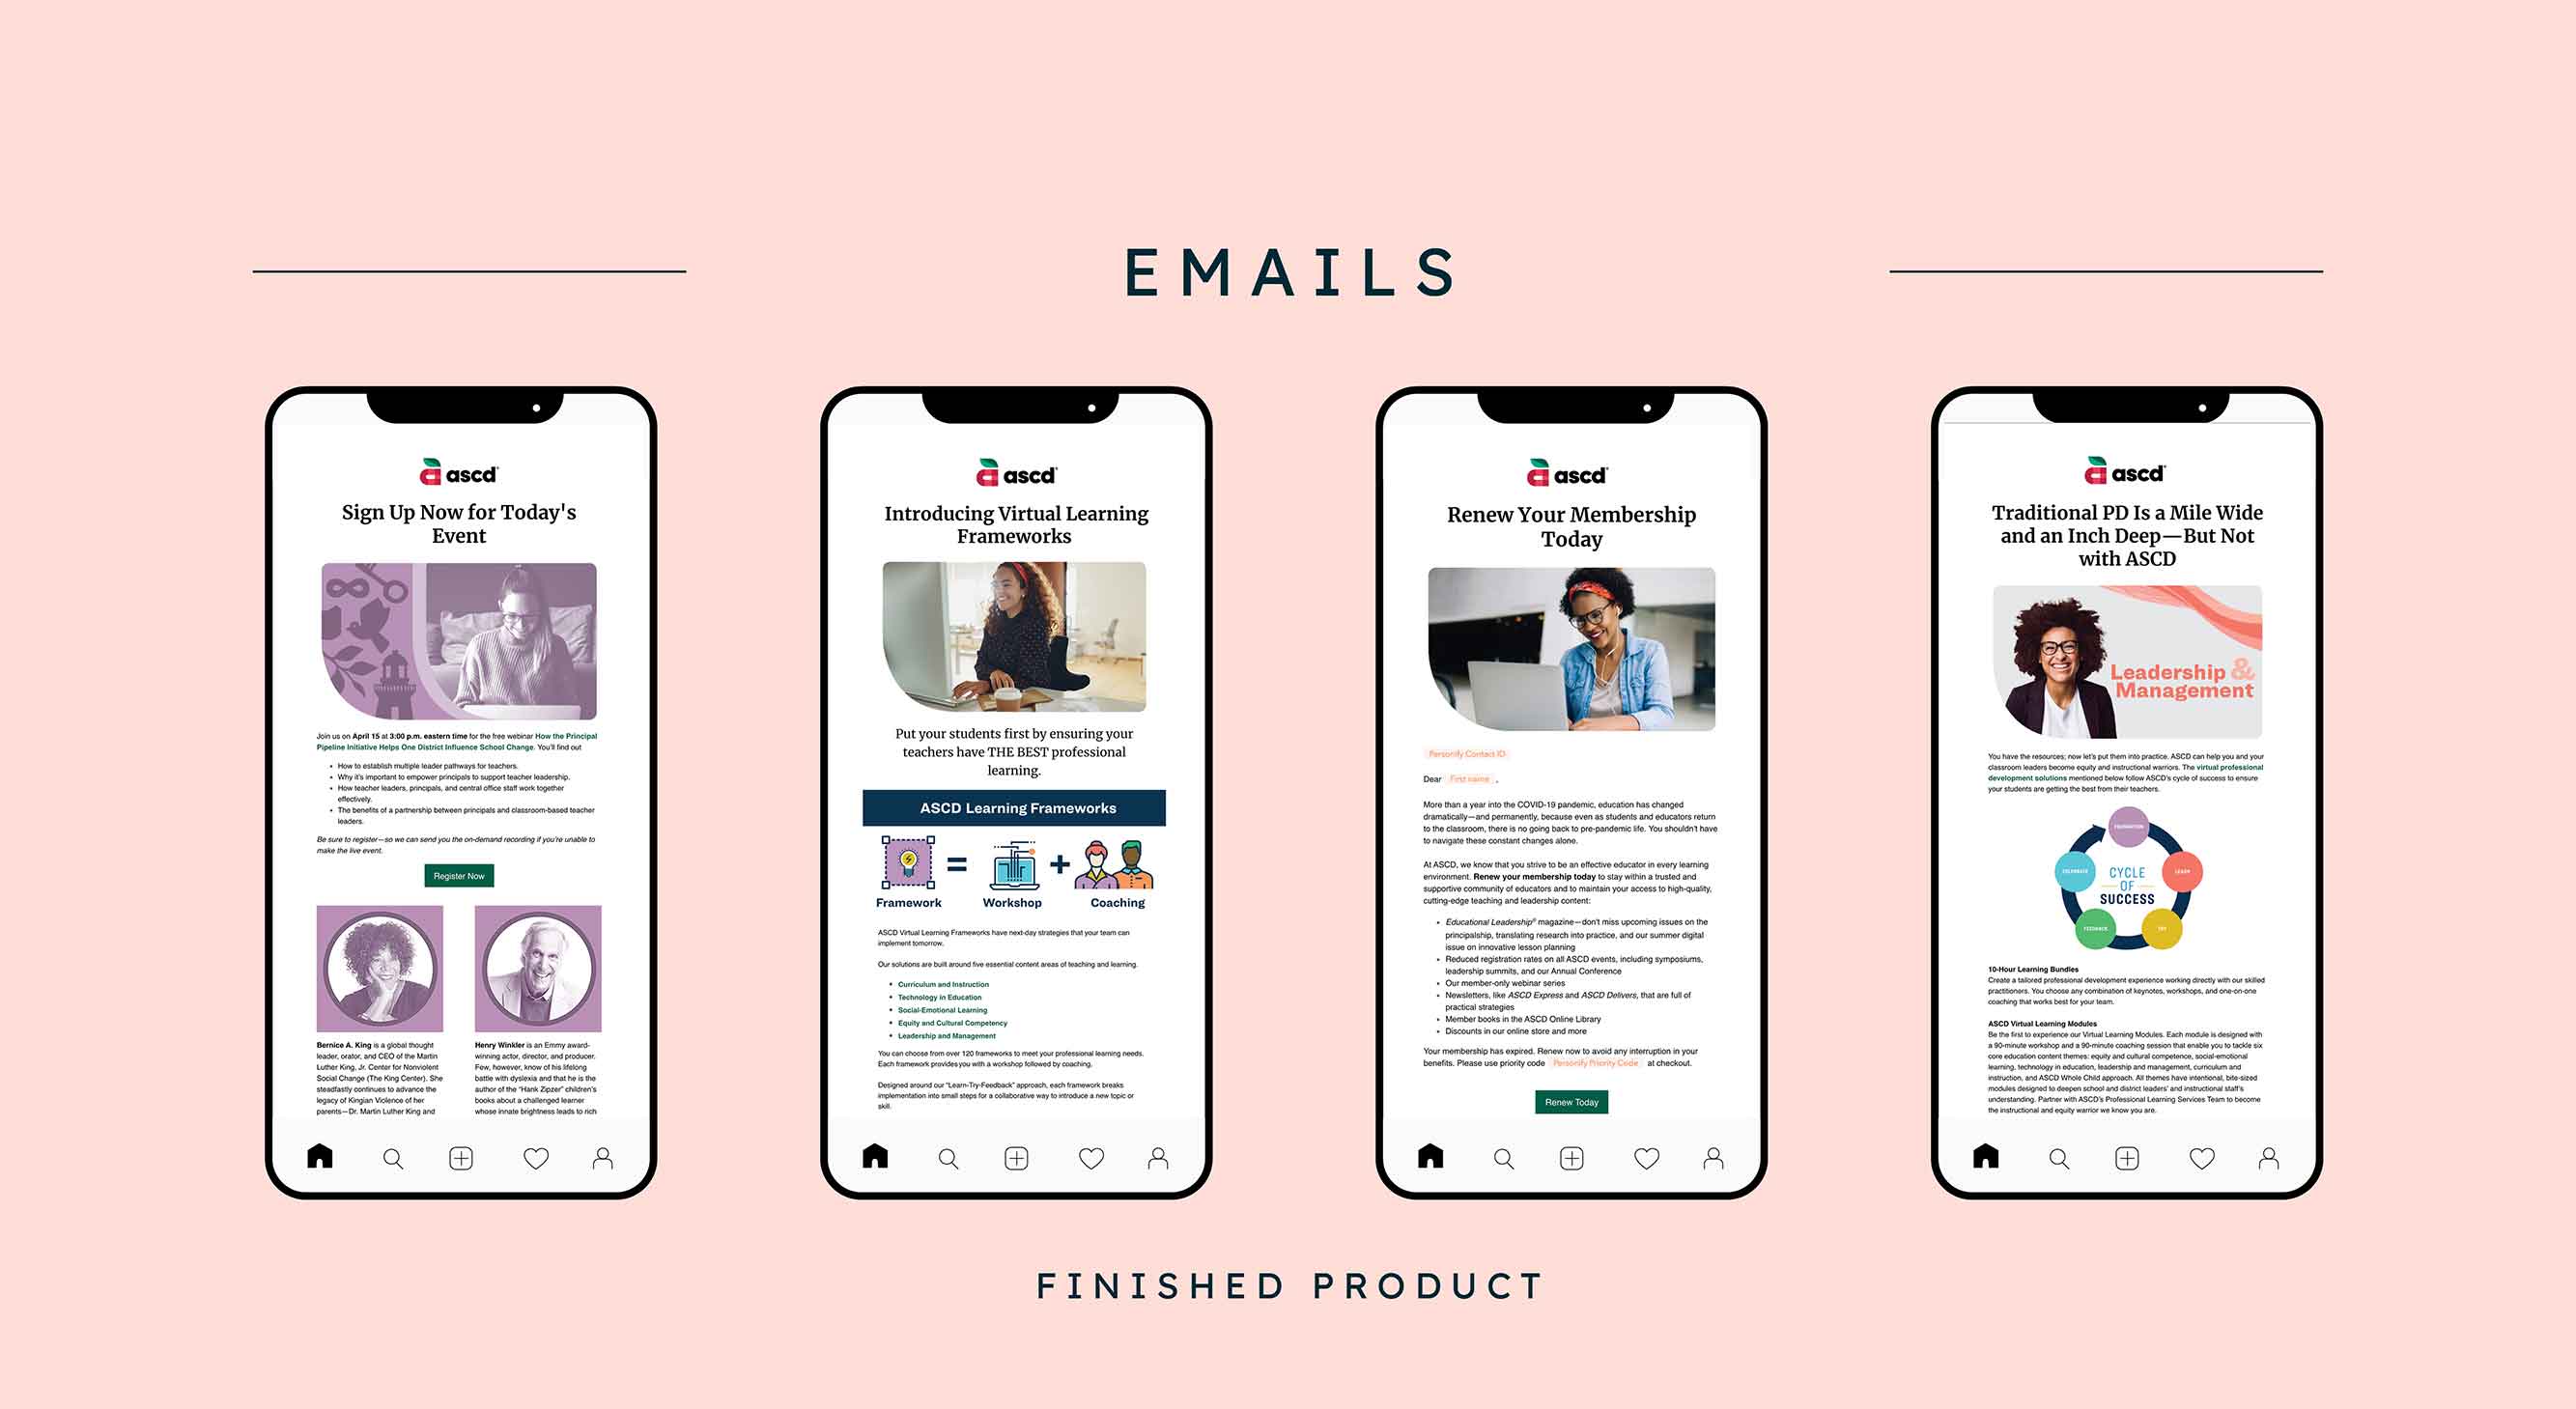 EMAILS
ascd
Sign Up Now for Today's
Event
Join us on April 15 at 3:00 p.m. eastern time for the free webinar How the Principal
Pipeline Initiative Helps One District Influence School Change. You'll find out
• How to establish multiple leader pathways for teachers.
• Why it's important to empower principals to support teacher leadership.
• How teacher leaders, principals, and central office staff work together
effectively.
• The benefits of a partnership between principals and classroom-based teacher
leaders.
Be sure to register—so we can send you the on-demand recording if you're unable to
make the live event.
Register Now
Bernice A. King is a global thought
leader, orator, and CEO of the Martin
Luther King, Jr. Center for Nonviolent
Social Change (The King Center). She
steadfastly continues to advance the
legacy of Kingian Violence of her
parents—Dr. Martin Luther King and
Henry Winkler is an Emmy award-
winning actor, director, and producer.
Few, however, know of his lifelong
battle with dyslexia and that he is the
author of the "Hank Zipzer" children's
books about a challenged learner
whose innate brightness leads to rich
ascd
Introducing Virtual Learning
Frameworks
Put your students first by ensuring your
teachers have THE BEST professional
learning.
ASCD Learning Frameworks
= +
Framework Workshop Coaching
ASCD Virtual Learning Frameworks have next-day strategies that your team can
implement tomorrow.
Our solutions are built around five essential content areas of teaching and learning.
• Curriculum and Instruction
• Technology in Education
• Social-Emotional Learning
• Equity and Cultural Competency
• Leadership and Management
You can choose from over 120 frameworks to meet your professional learning needs.
Each framework provides you with a workshop followed by coaching.
Designed around our "Learn-Try-Feedback" approach, each framework breaks
implementation into small steps for a collaborative way to introduce a new topic or
skill.
ascd
Renew Your Membership
Today
Personify Contact ID
Dear First name ,
More than a year into the COVID-19 pandemic, education has changed
dramatically—and permanently, because even as students and educators return
to the classroom, there is no going back to pre-pandemic life. You shouldn't have
to navigate these constant changes alone.
At ASCD, we know that you strive to be an effective educator in every learning
environment. Renew your membership today to stay within a trusted and
supportive community of educators and to maintain your access to high-quality,
cutting-edge teaching and leadership content:
• Educational Leadership® magazine—don't miss upcoming issues on the
principalship, translating research into practice, and our summer digital
issue on innovative lesson planning
• Reduced registration rates on all ASCD events, including symposiums,
leadership summits, and our Annual Conference
• Our member-only webinar series
• Newsletters, like ASCD Express and ASCD Delivers, that are full of
practical strategies
• Member books in the ASCD Online Library
• Discounts in our online store and more
Your membership has expired. Renew now to avoid any interruption in your
benefits. Please use priority code Personify Priority Code at checkout.
Renew Today
ascd
Traditional PD Is a Mile Wide
and an Inch Deep—But Not
with ASCD
Leadership &
Management
You have the resources; now let's put them into practice. ASCD can help you and your
classroom leaders become equity and instructional warriors. The virtual professional
development solutions mentioned below follow ASCD's cycle of success to ensure
your students are getting the best from their teachers.
FOUNDATION
CELEBRATE
LEARN
CYCLE
OF
SUCCESS
FEEDBACK
TRY
10-Hour Learning Bundles
Create a tailored professional development experience working directly with our skilled
practitioners. You choose any combination of keynotes, workshops, and one-on-one
coaching that works best for your team.
ASCD Virtual Learning Modules
Be the first to experience our Virtual Learning Modules. Each module is designed with
a 90-minute workshop and a 90-minute coaching session that enable you to tackle six
core education content themes: equity and cultural competence, social-emotional
learning, technology in education, leadership and management, curriculum and
instruction, and ASCD Whole Child approach. All themes have intentional, bite-sized
modules designed to deepen school and district leaders' and instructional staff's
understanding. Partner with ASCD's Professional Learning Services Team to become
the instructional and equity warrior we know you are.
FINISHED PRODUCT